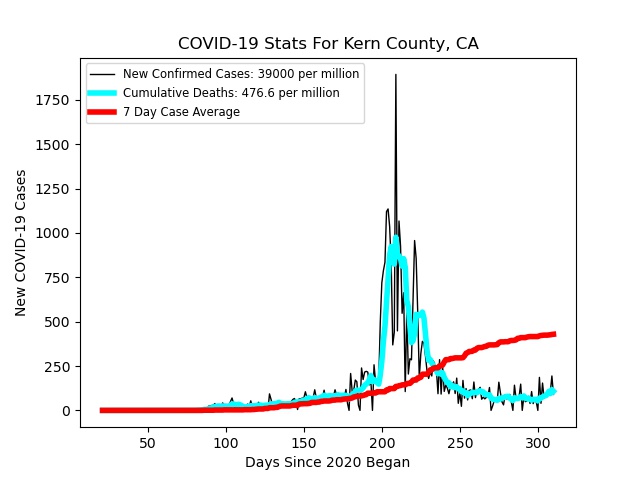 COVID-19 Stats For Kern County, CA
New Confirmed Cases: 39000 per million
Cumulative Deaths: 476.6 per million
7 Day Case Average
New COVID-19 Cases
1750
1500
1250
1000
750
500
250
0
50 100 150 200 250 300
Days Since 2020 Began